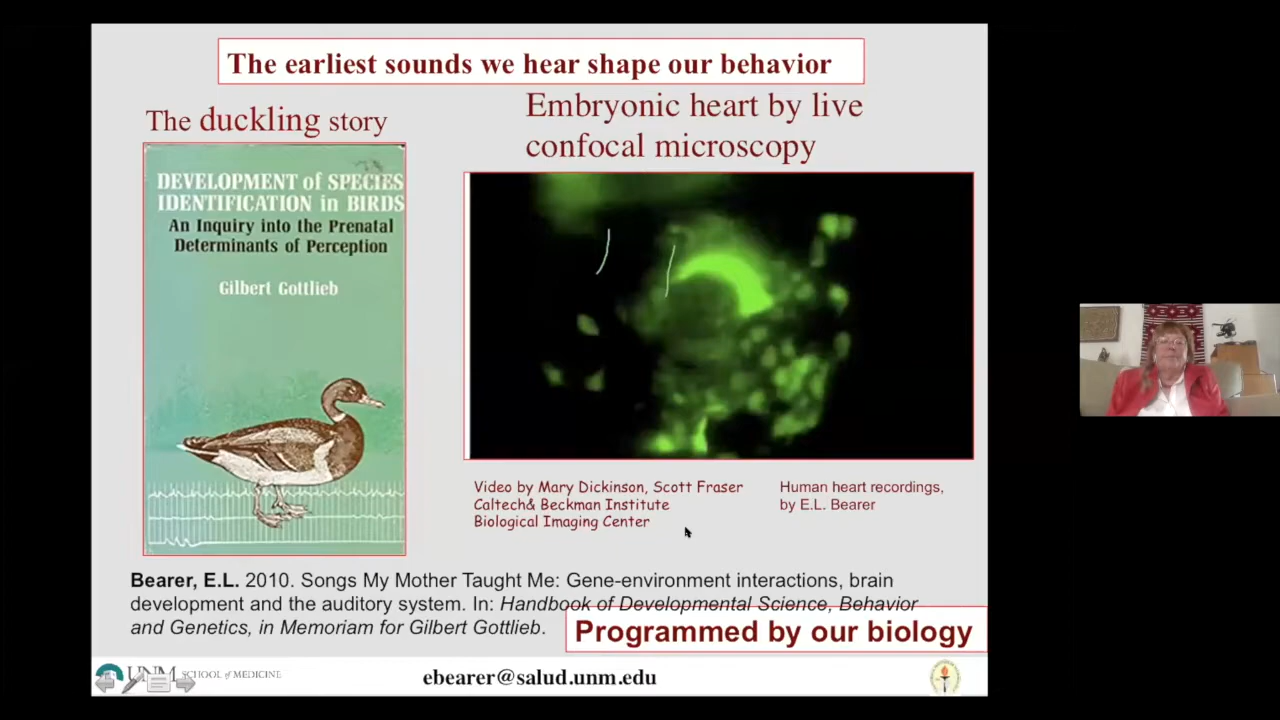 The earliest sounds we hear shape our behavior
The duckling story
DEVELOPMENT of SPECIES
IDENTIFICATION in BIRDS
An Inquiry into the Prenatal
Determinants of Perception
Gilbert Gottlieb
Embryonic heart by live
confocal microscopy
Video by Mary Dickinson, Scott Fraser
Caltech& Beckman Institute
Biological Imaging Center
Human heart recordings,
by E.L. Bearer
Bearer, E.L. 2010. Songs My Mother Taught Me: Gene-environment interactions, brain
development and the auditory system. In: Handbook of Developmental Science, Behavior
and Genetics, in Memoriam for Gilbert Gottlieb.
Programmed by our biology
UNM SCHOOL of MEDICINE
ebearer@salud.unm.edu